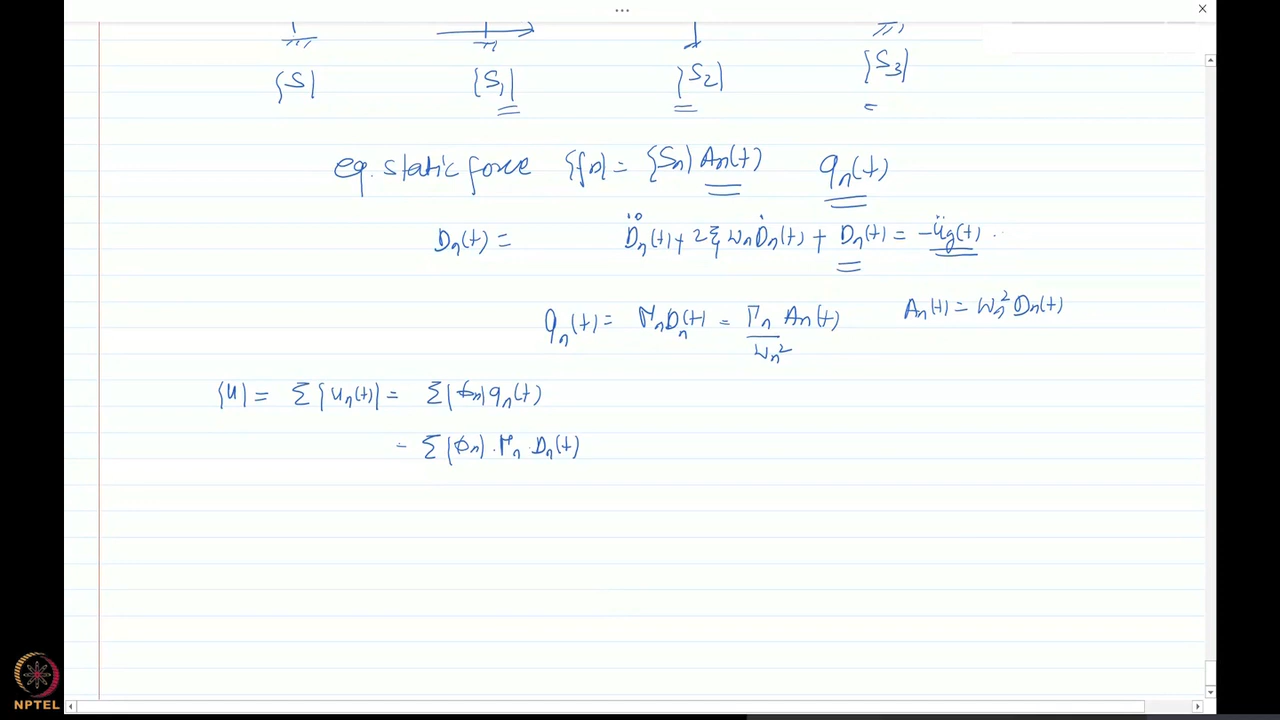 {S} {S₁} {S₂} {S₃}
eq. static force {fn} = {Sn} An(t) qn(t)
Dn(t) = D̈n(t) + 2ξ ωn Ḋn(t) + Dn(t) = -üg(t)
qn(t) = Γn Dn(t) = Γn/ωn² An(t) An(t) = ωn² Dn(t)
{u} = Σ {un(t)} = Σ {ϕn} qn(t)
= Σ {ϕn} . Γn . Dn(t)
NPTEL